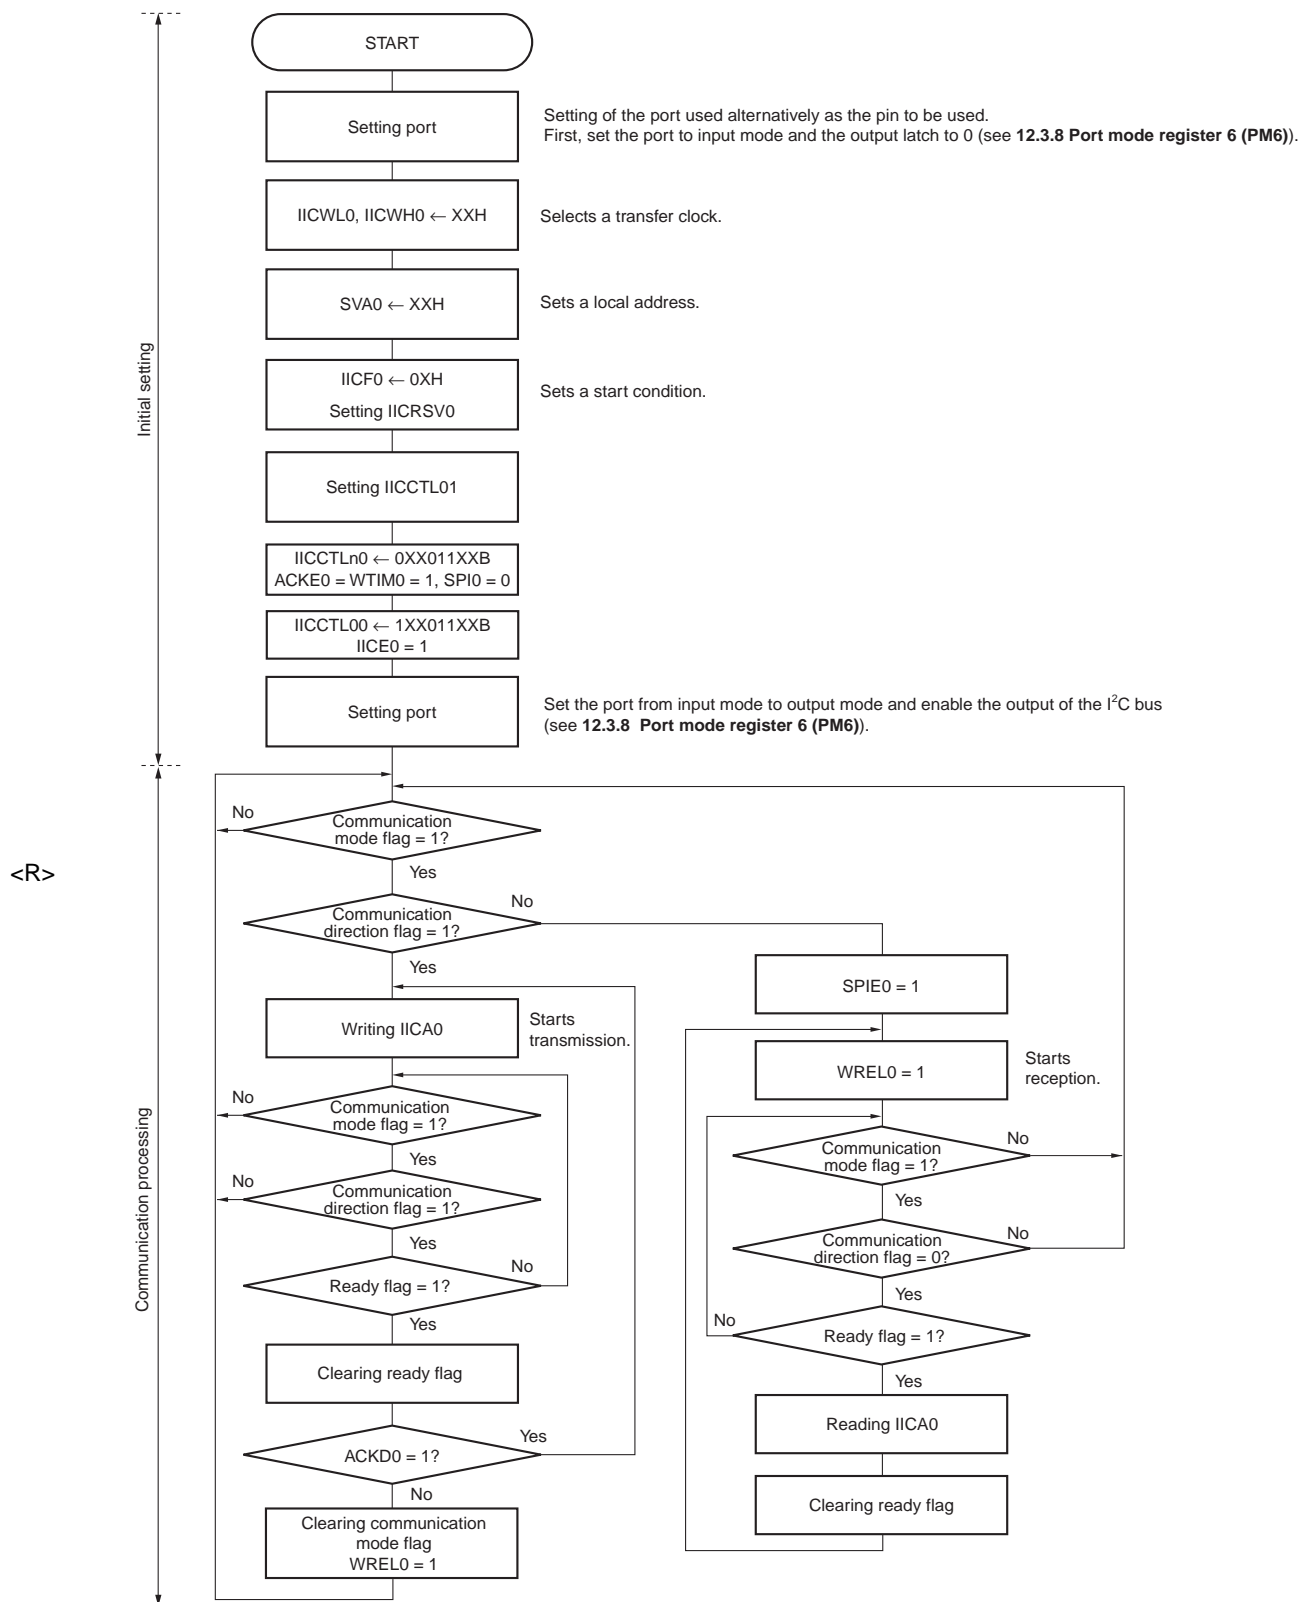 START
Setting port
Setting of the port used alternatively as the pin to be used.
First, set the port to input mode and the output latch to 0 (see 12.3.8 Port mode register 6 (PM6)).
IICWL0, IICWH0 ← XXH
Selects a transfer clock.
SVA0 ← XXH
Sets a local address.
IICF0 ← 0XH
Setting IICRSV0
Sets a start condition.
Initial setting
Setting IICCTL01
IICCTLn0 ← 0XX011XXB
ACKE0 = WTIM0 = 1, SPI0 = 0
IICCTL00 ← 1XX011XXB
IICE0 = 1
Setting port
Set the port from input mode to output mode and enable the output of the I²C bus
(see 12.3.8 Port mode register 6 (PM6)).
No
Communication
mode flag = 1?
<R>
Yes
Communication
direction flag = 1?
No
Yes
SPIE0 = 1
Writing IICA0
Starts
transmission.
WREL0 = 1
Starts
reception.
No
Communication
mode flag = 1?
Yes
Communication
mode flag = 1?
No
No
Communication
direction flag = 1?
Yes
Yes
Communication
direction flag = 0?
No
Ready flag = 1?
No
Yes
Yes
No
Ready flag = 1?
Clearing ready flag
Yes
Reading IICA0
ACKD0 = 1?
Yes
No
Clearing ready flag
Clearing communication
mode flag
WREL0 = 1
Communication processing